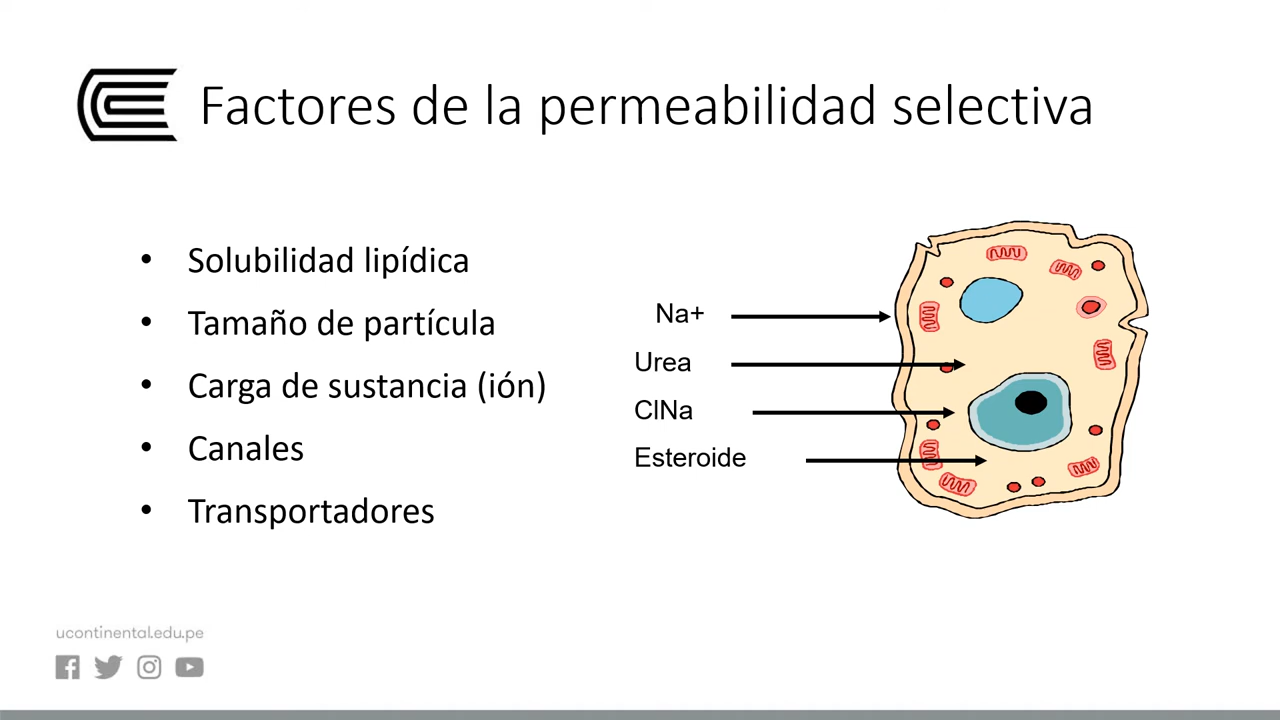 Factores de la permeabilidad selectiva
• Solubilidad lipídica
• Tamaño de partícula
• Carga de sustancia (ión)
• Canales
• Transportadores
Na+
Urea
ClNa
Esteroide
ucontinental.edu.pe